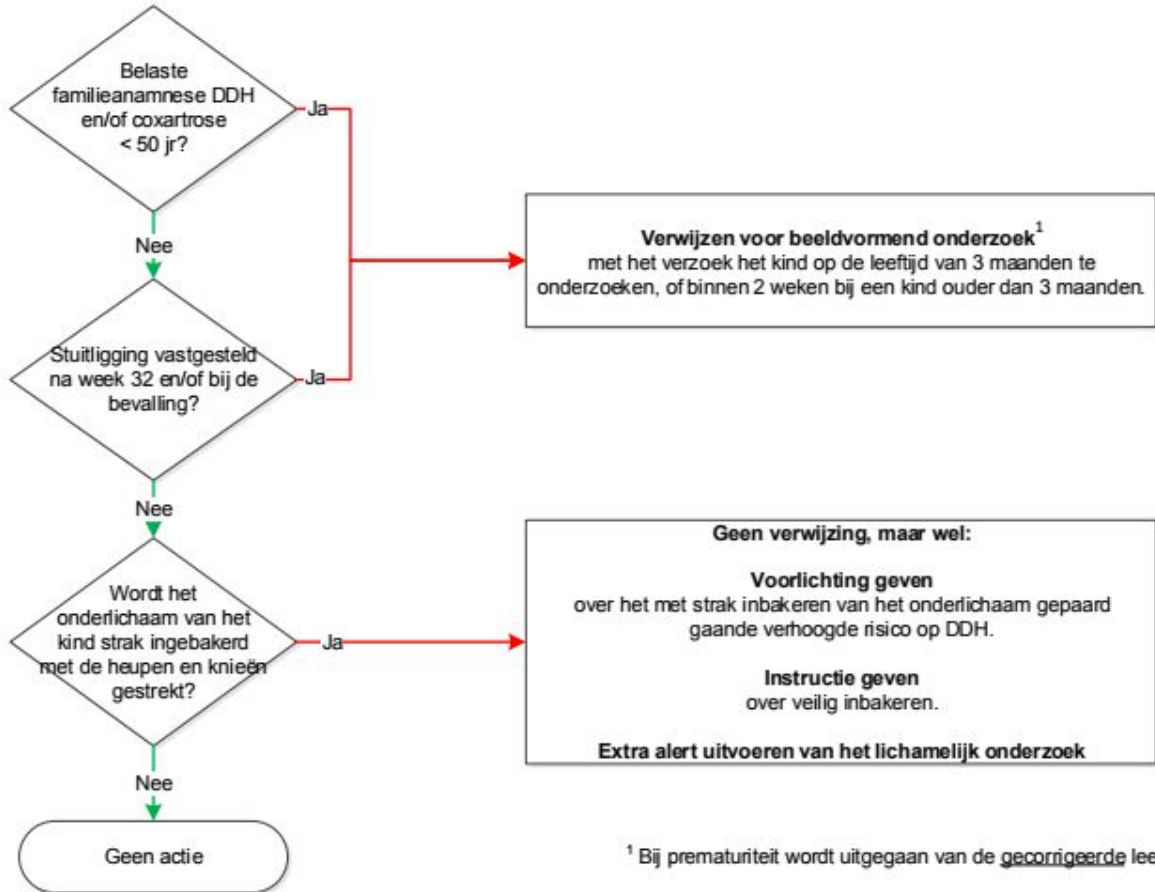 Belaste
familieanamnese DDH
en/of coxartrose
< 50 jr?
Ja
Nee
Verwijzen voor beeldvormend onderzoek¹
met het verzoek het kind op de leeftijd van 3 maanden te
onderzoeken, of binnen 2 weken bij een kind ouder dan 3 maanden.
Stuitligging vastgesteld
na week 32 en/of bij de
bevalling?
Ja
Nee
Wordt het
onderlichaam van het
kind strak ingebakerd
met de heupen en knieën
gestrekt?
Ja
Geen verwijzing, maar wel:
Voorlichting geven
over het met strak inbakeren van het onderlichaam gepaard
gaande verhoogde risico op DDH.
Instructie geven
over veilig inbakeren.
Extra alert uitvoeren van het lichamelijk onderzoek
Nee
Geen actie
¹ Bij prematuriteit wordt uitgegaan van de gecorrigeerde lee